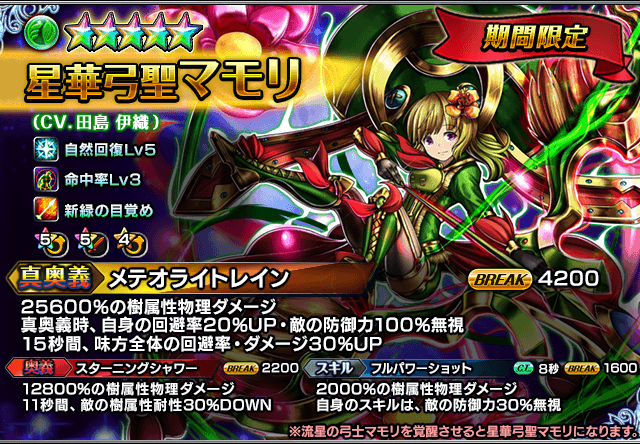 期間限定
星華弓聖マモリ
(CV.田島 伊織)
自然回復Lv5
命中率Lv3
新緑の目覚め
5 5 4
真奥義 メテオライトレイン BREAK 4200
25600%の樹属性物理ダメージ
真奥義時、自身の回避率20%UP・敵の防御力100%無視
15秒間、味方全体の回避率・ダメージ30%UP
奥義 スターニングシャワー BREAK 2200
12800%の樹属性物理ダメージ
11秒間、敵の樹属性耐性30%DOWN
スキル フルパワーショット C.T. 8秒 BREAK 1600
2000%の樹属性物理ダメージ
自身のスキルは、敵の防御力30%無視
※流星の弓士マモリを覚醒させると星華弓聖マモリになります。